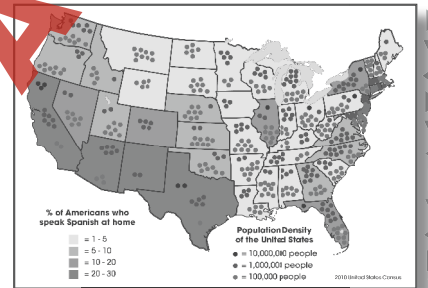 % of Americans who
speak Spanish at home
= 1 - 5
= 5 - 10
= 10 - 20
= 20 - 30
Population Density
of the United States
= 10,000,000 people
= 1,000,001 people
= 100,000 people
2010 United States Census